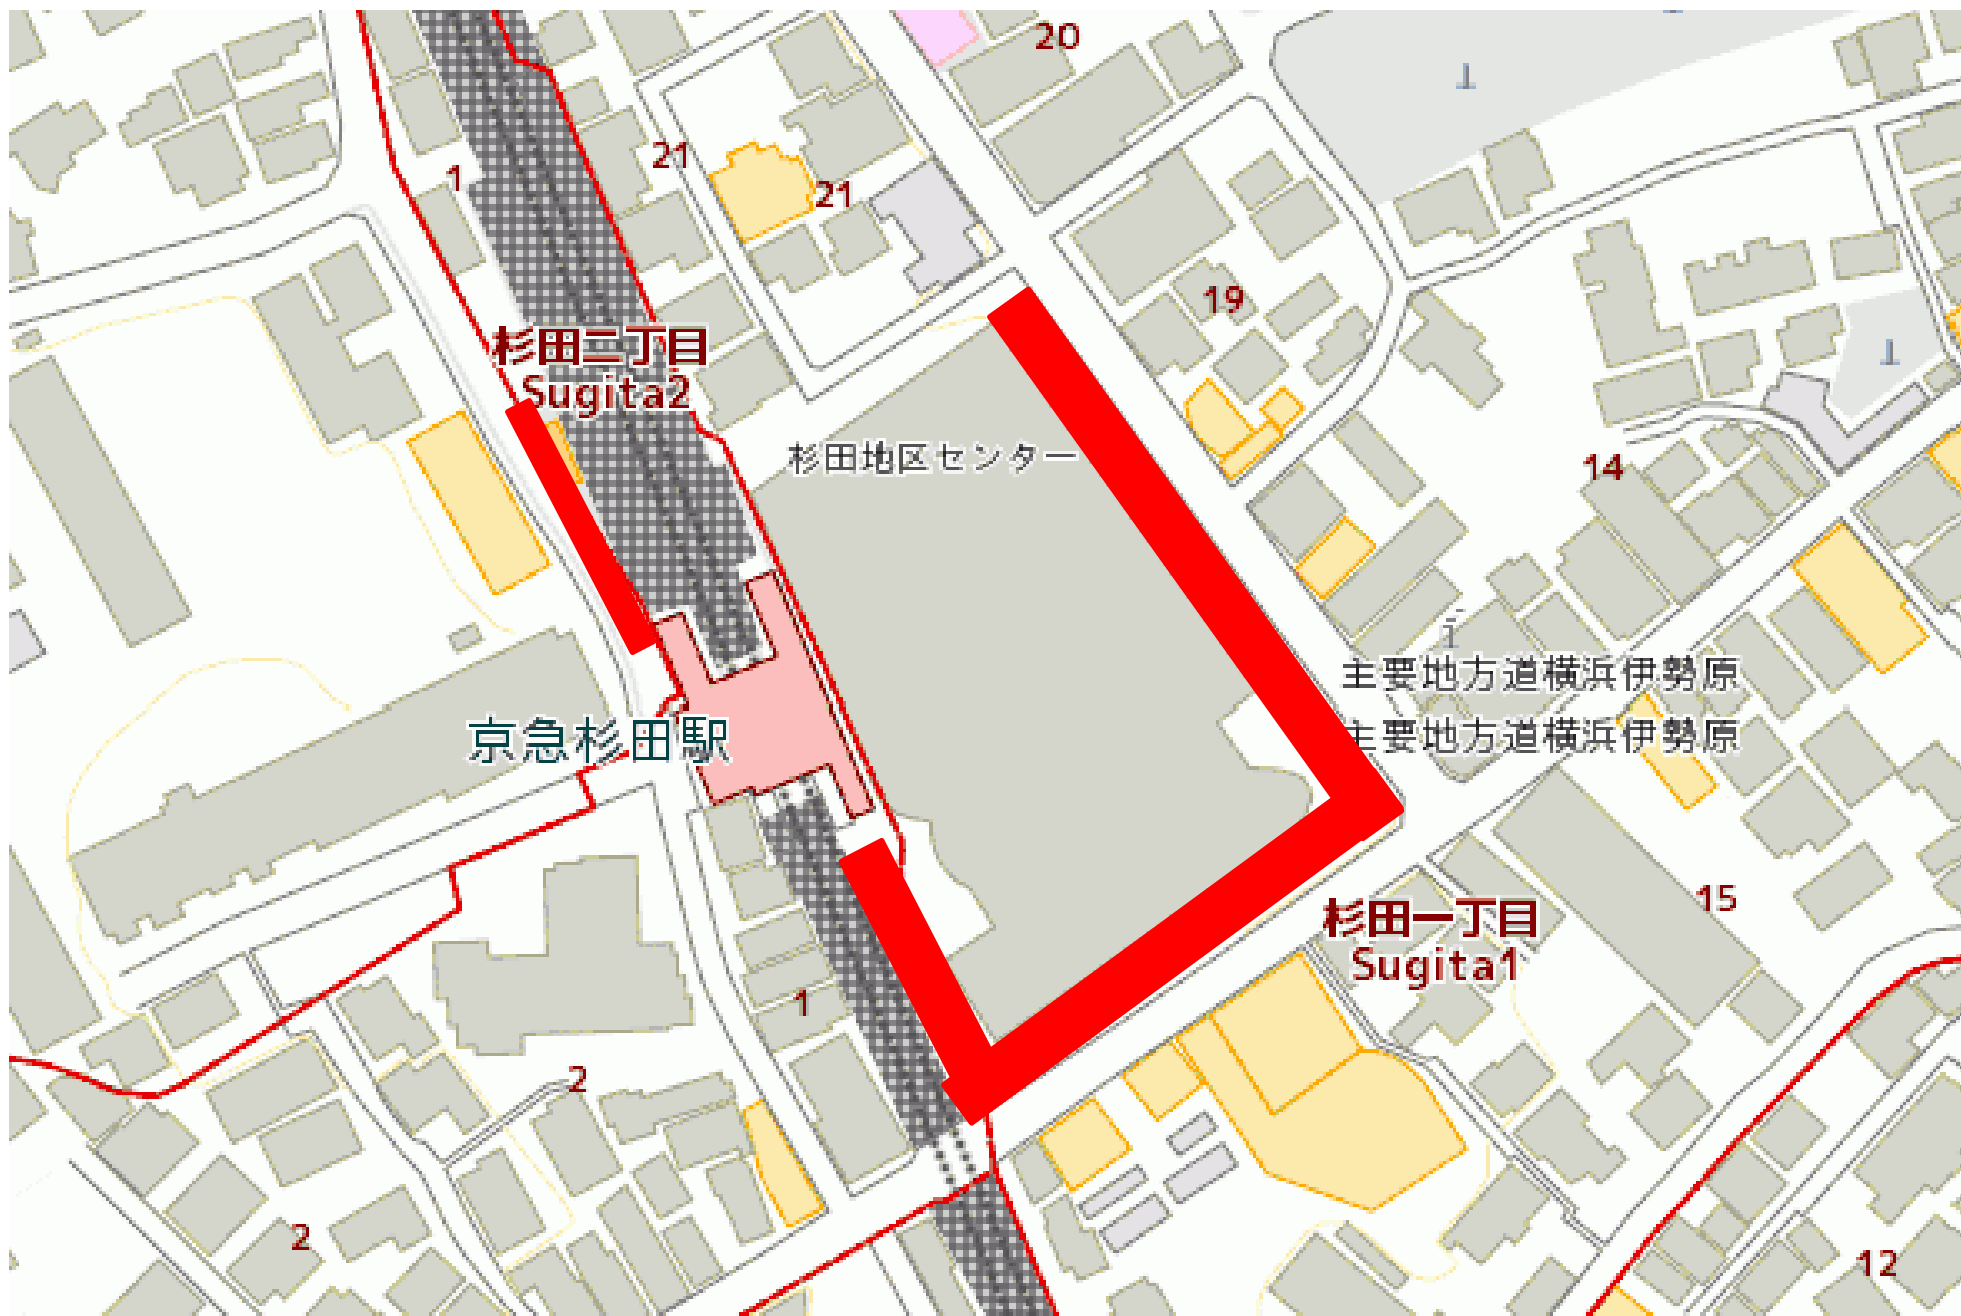 20
21
1
21
19
杉田二丁目
Sugita2
杉田地区センター
14
主要地方道横浜伊勢原
京急杉田駅
主要地方道横浜伊勢原
15
杉田一丁目
Sugita1
1
2
2
12